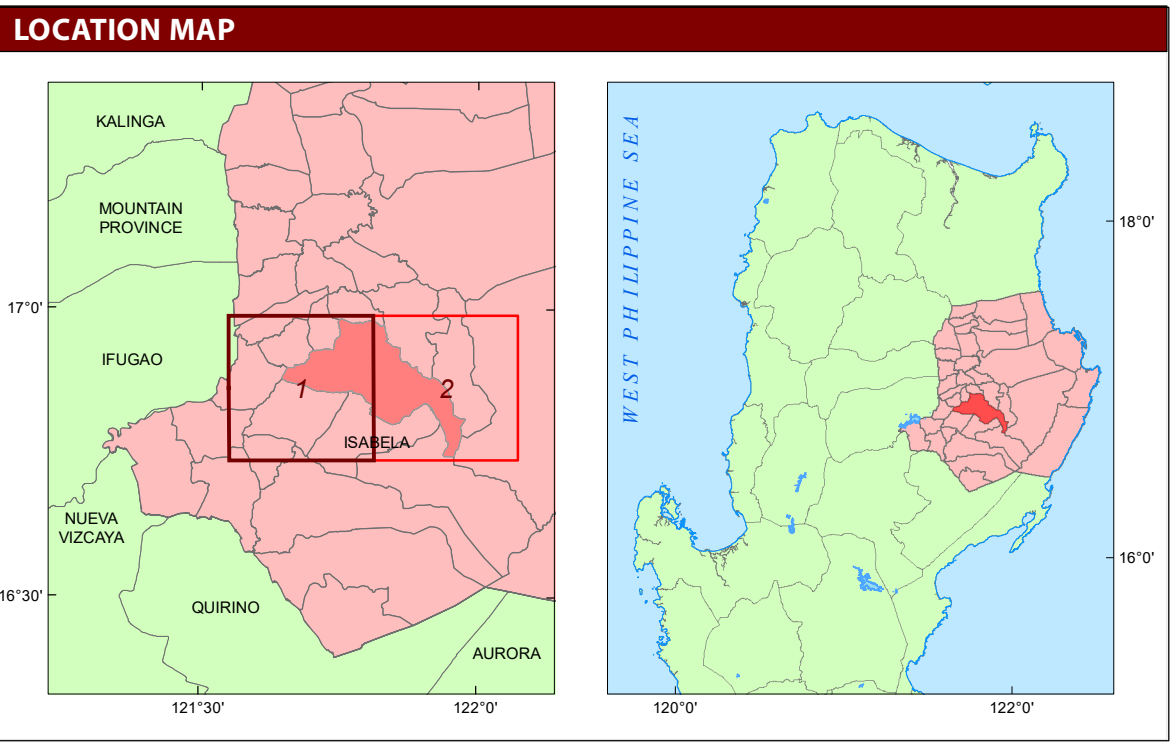 LOCATION MAP
KALINGA
MOUNTAIN
PROVINCE
17°0'
IFUGAO
1
2
ISABELA
NUEVA
VIZCAYA
16°30'
QUIRINO
AURORA
121°30'
122°0'
WEST PHILIPPINE SEA
18°0'
16°0'
120°0'
122°0'